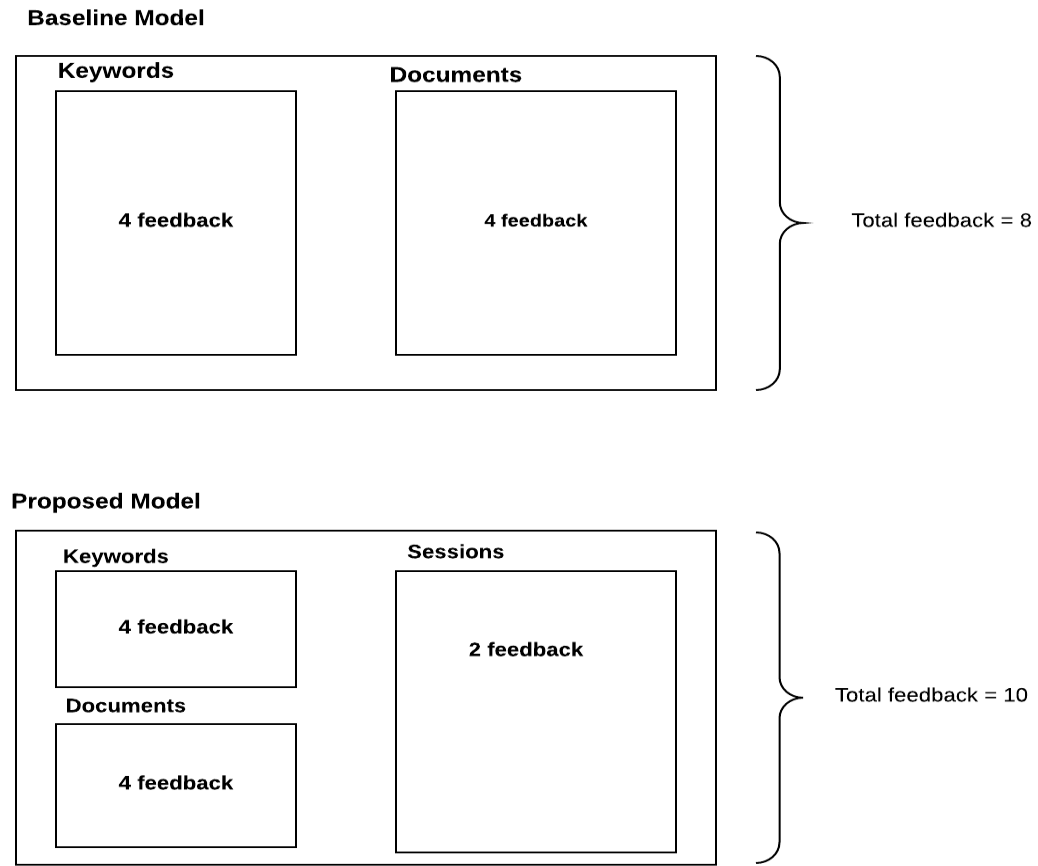 Baseline Model
Keywords
Documents
4 feedback
4 feedback
Total feedback = 8
Proposed Model
Keywords
Sessions
4 feedback
2 feedback
Documents
4 feedback
Total feedback = 10